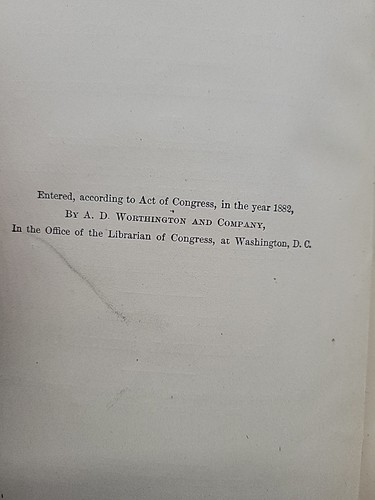 Entered, according to Act of Congress, in the year 1882,
By A. D. Worthington and Company,
In the Office of the Librarian of Congress, at Washington, D. C.